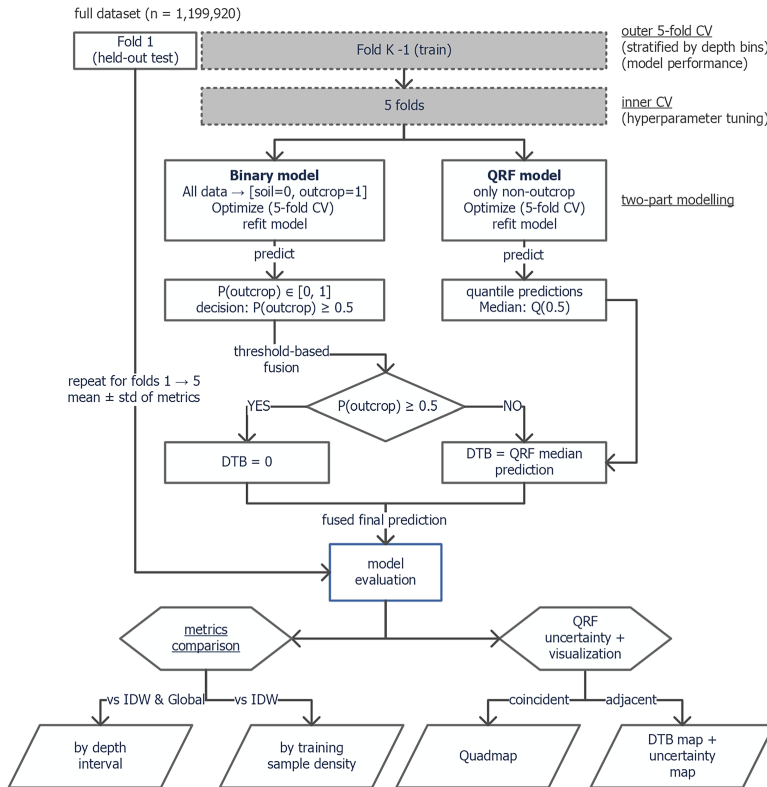 full dataset (n = 1,199,920)
Fold 1
(held-out test)
Fold K -1 (train)
outer 5-fold CV
(stratified by depth bins)
(model performance)
5 folds
inner CV
(hyperparameter tuning)
Binary model
All data → [soil=0, outcrop=1]
Optimize (5-fold CV)
refit model
QRF model
only non-outcrop
Optimize (5-fold CV)
refit model
two-part modelling
predict
predict
P(outcrop) ∈ [0, 1]
decision: P(outcrop) ≥ 0.5
quantile predictions
Median: Q(0.5)
threshold-based
fusion
repeat for folds 1 → 5
mean ± std of metrics
YES
P(outcrop) ≥ 0.5
NO
DTB = 0
DTB = QRF median
prediction
fused final prediction
model
evaluation
metrics
comparison
QRF
uncertainty +
visualization
vs IDW & Global
vs IDW
coincident
adjacent
by depth
interval
by training
sample density
Quadmap
DTB map +
uncertainty
map